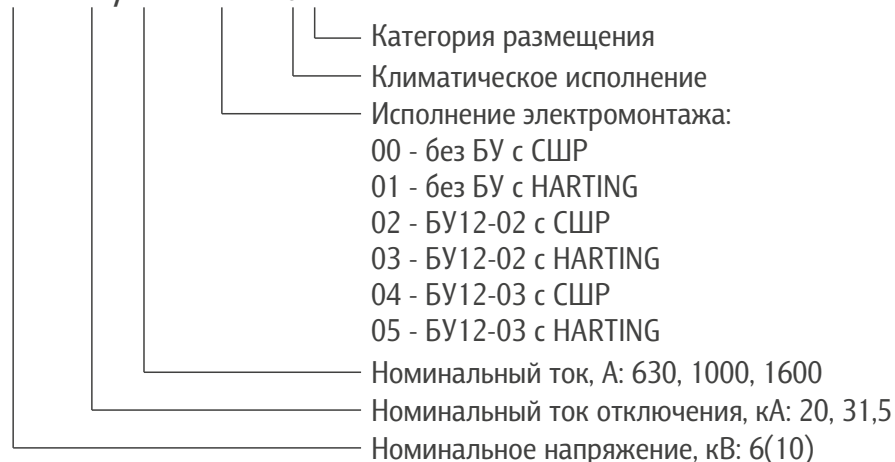 Категория размещения
Климатическое исполнение
Исполнение электромонтажа:
00 - без БУ с СШР
01 - без БУ с HARTING
02 - БУ12-02 с СШР
03 - БУ12-02 с HARTING
04 - БУ12-03 с СШР
05 - БУ12-03 с HARTING
Номинальный ток, А: 630, 1000, 1600
Номинальный ток отключения, кА: 20, 31,5
Номинальное напряжение, кВ: 6(10)